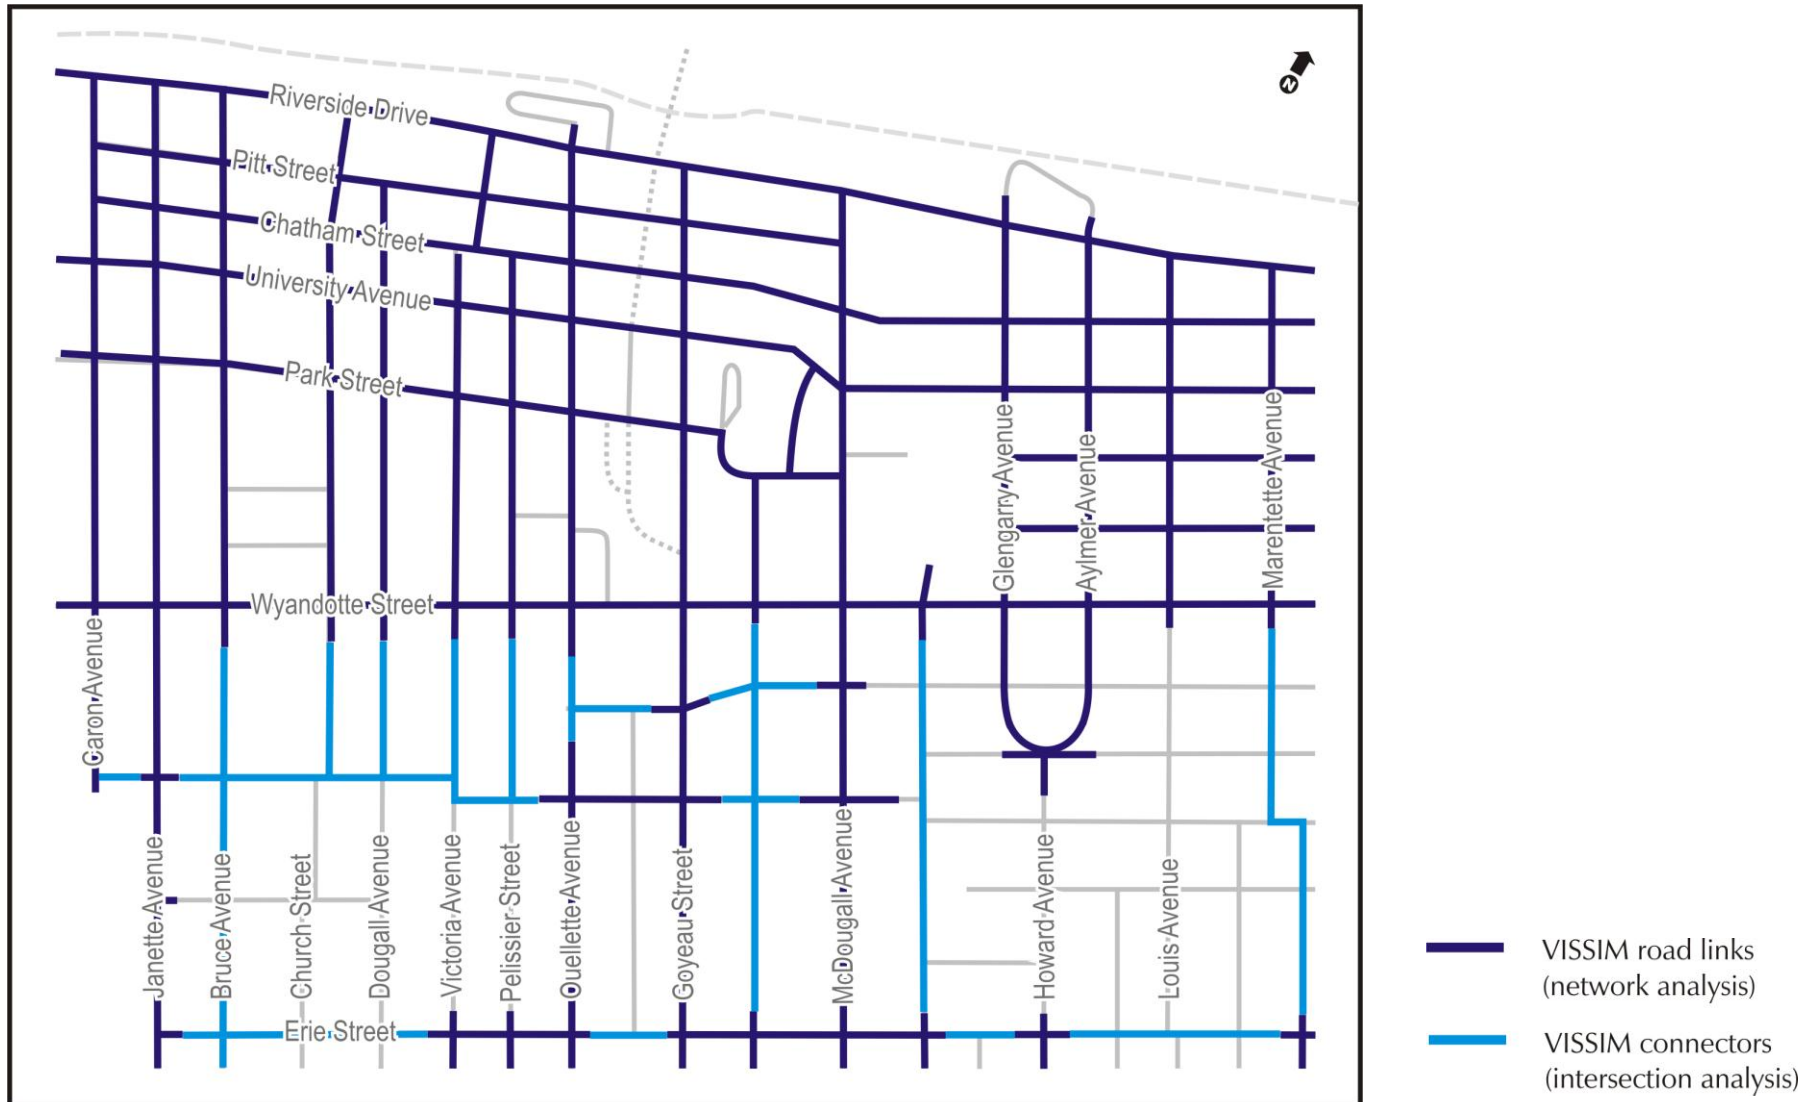 N
Riverside Drive
Pitt Street
Chatham Street
University Avenue
Park Street
Wyandotte Street
Glengarry Avenue
Aylmer Avenue
Marentette Avenue
Caron Avenue
Janette Avenue
Bruce Avenue
Church Street
Dougall Avenue
Victoria Avenue
Pelissier Street
Ouellette Avenue
Goyeau Street
McDougall Avenue
Howard Avenue
Louis Avenue
Erie Street
VISSIM road links
(network analysis)
VISSIM connectors
(intersection analysis)